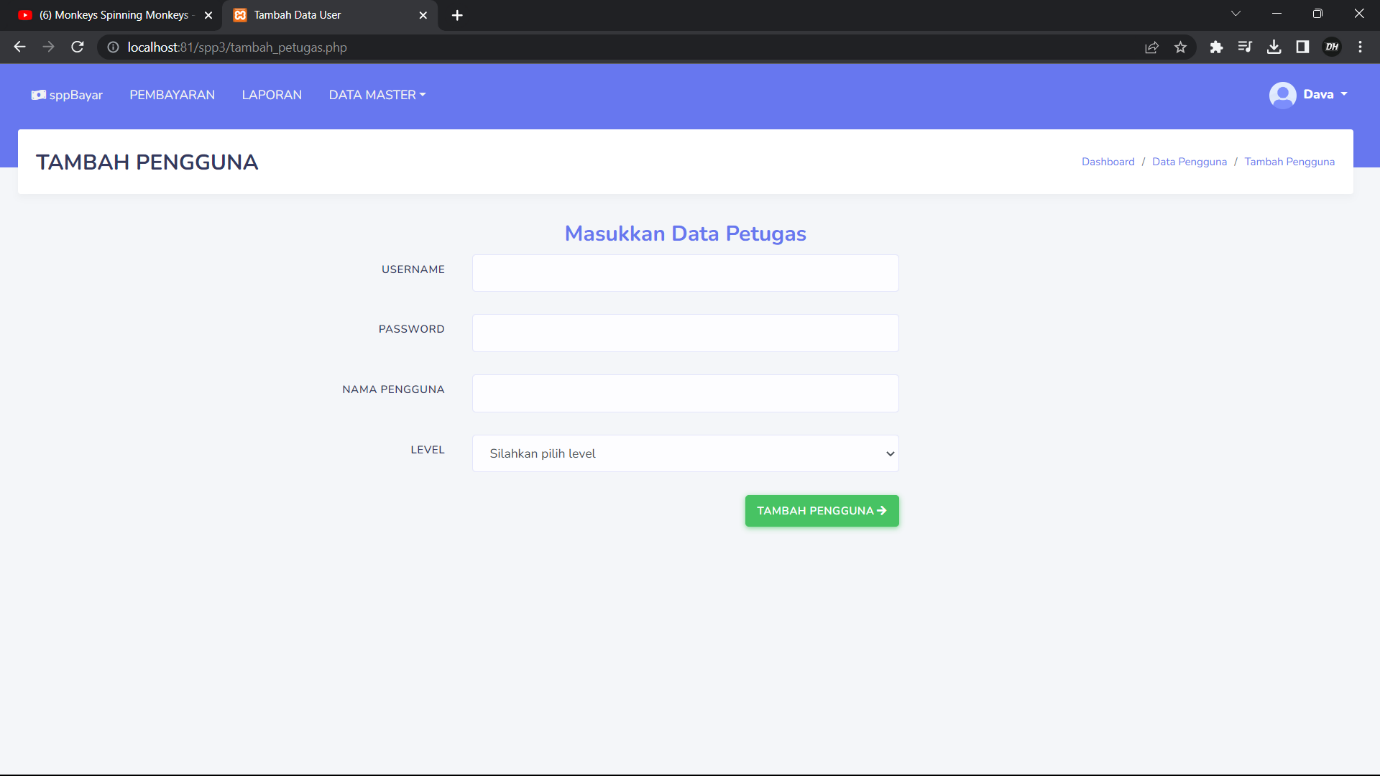 (6) Monkeys Spinning Monkeys -
Tambah Data User
localhost:81/spp3/tambah_petugas.php
DH
sppBayar PEMBAYARAN LAPORAN DATA MASTER Dava
TAMBAH PENGGUNA
Dashboard / Data Pengguna / Tambah Pengguna
Masukkan Data Petugas
USERNAME
PASSWORD
NAMA PENGGUNA
LEVEL Silahkan pilih level
TAMBAH PENGGUNA